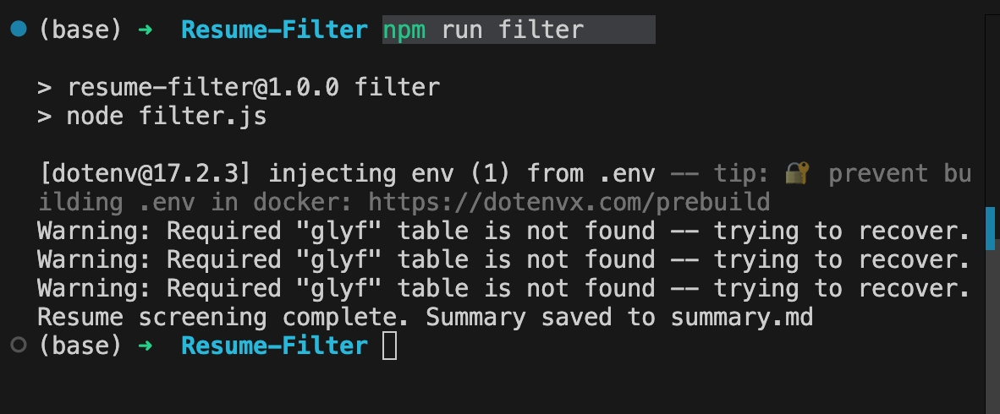 (base) ➜  Resume-Filter npm run filter
> resume-filter@1.0.0 filter
> node filter.js
[dotenv@17.2.3] injecting env (1) from .env -- tip: 🔐 prevent bu
ilding .env in docker: https://dotenvx.com/prebuild
Warning: Required "glyf" table is not found -- trying to recover.
Warning: Required "glyf" table is not found -- trying to recover.
Warning: Required "glyf" table is not found -- trying to recover.
Resume screening complete. Summary saved to summary.md
(base) ➜  Resume-Filter